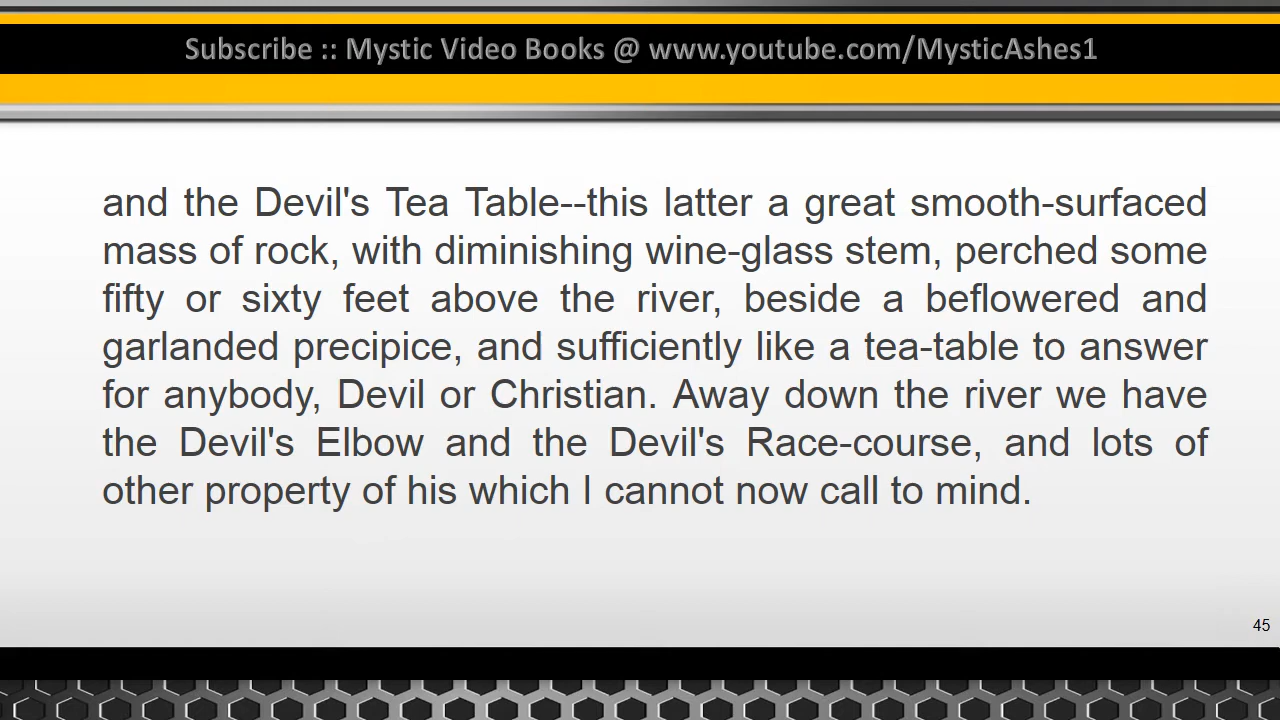 Subscribe :: Mystic Video Books @ www.youtube.com/MysticAshes1
and the Devil's Tea Table--this latter a great smooth-surfaced
mass of rock, with diminishing wine-glass stem, perched some
fifty or sixty feet above the river, beside a beflowered and
garlanded precipice, and sufficiently like a tea-table to answer
for anybody, Devil or Christian. Away down the river we have
the Devil's Elbow and the Devil's Race-course, and lots of
other property of his which I cannot now call to mind.
45